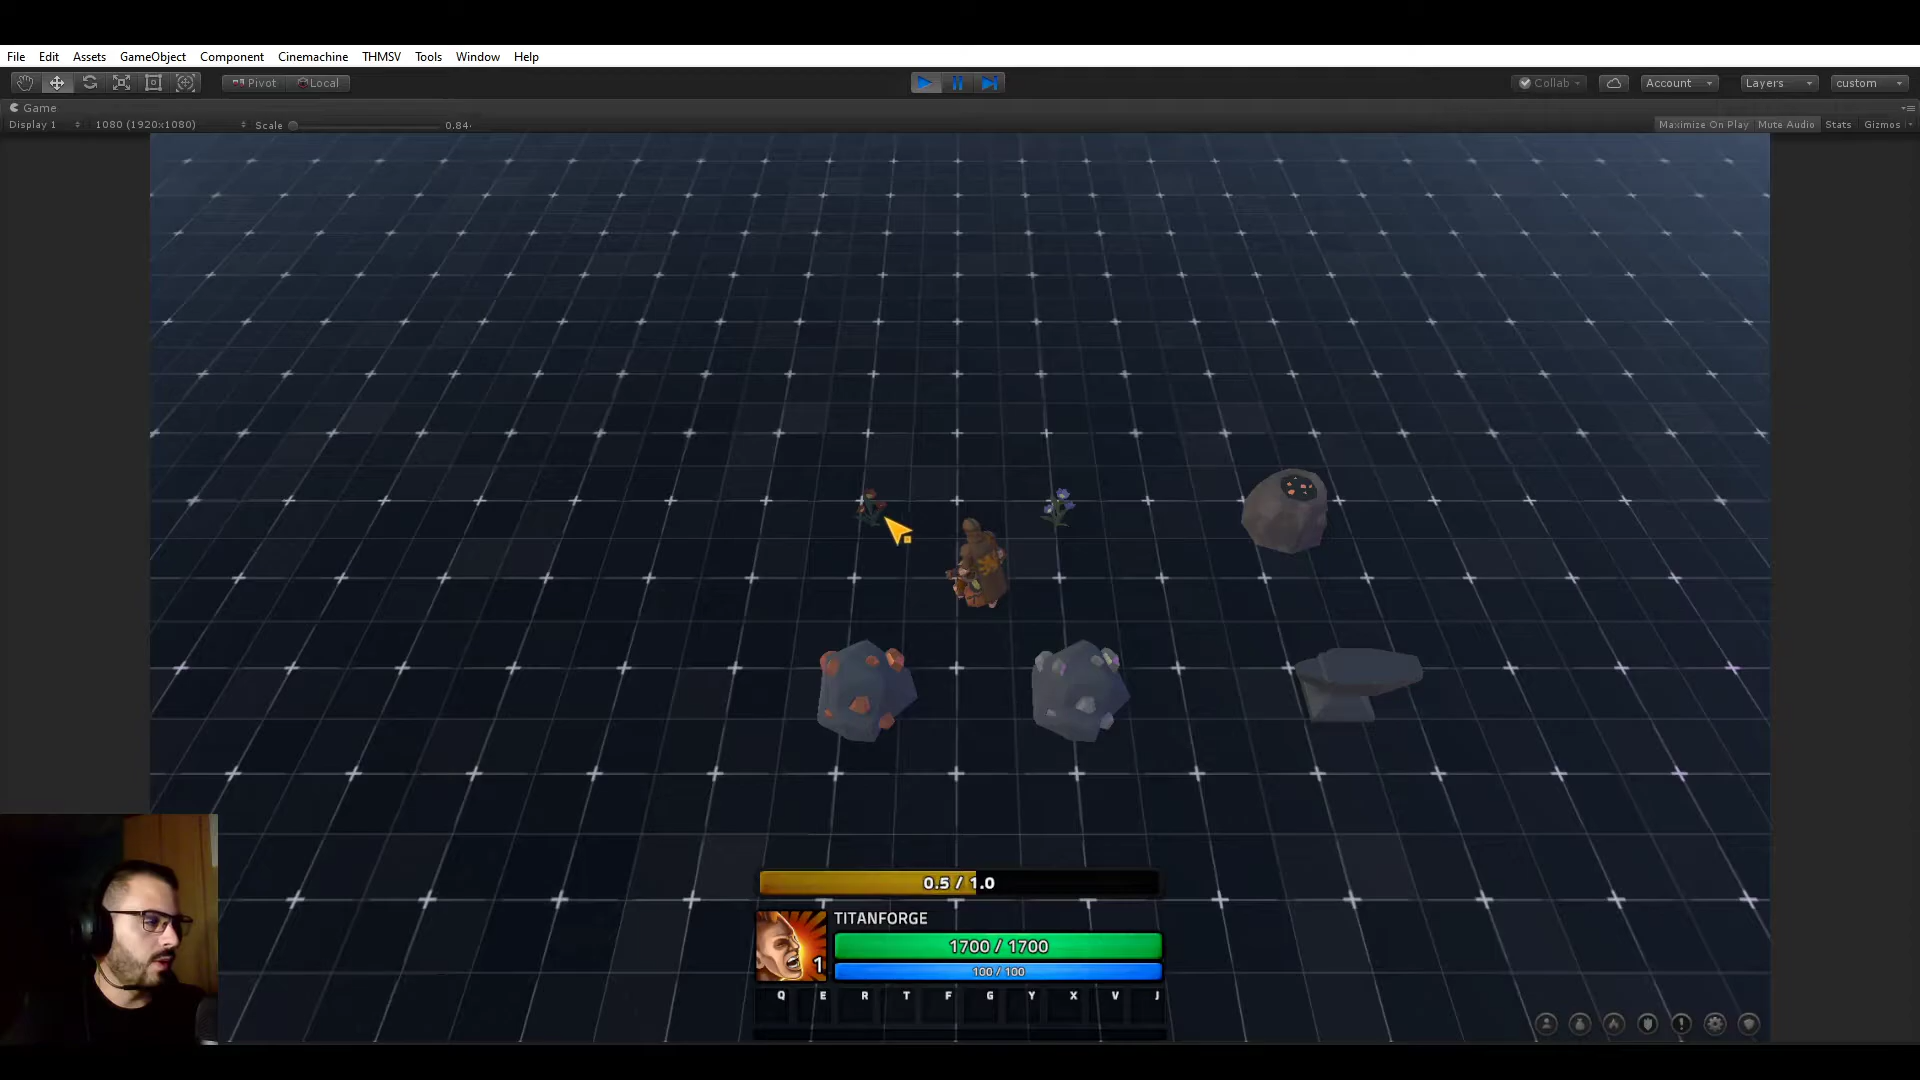 File Edit Assets GameObject Component Cinemachine THMSV Tools Window Help
Pivot Local Collab Account Layers custom
Game
Display 1 1080 (1920x1080) Scale 0.84 Maximize On Play Mute Audio Stats Gizmos
0.5 / 1.0
TITANFORGE
1700 / 1700
1
100 / 100
Q E R T F G Y X V J